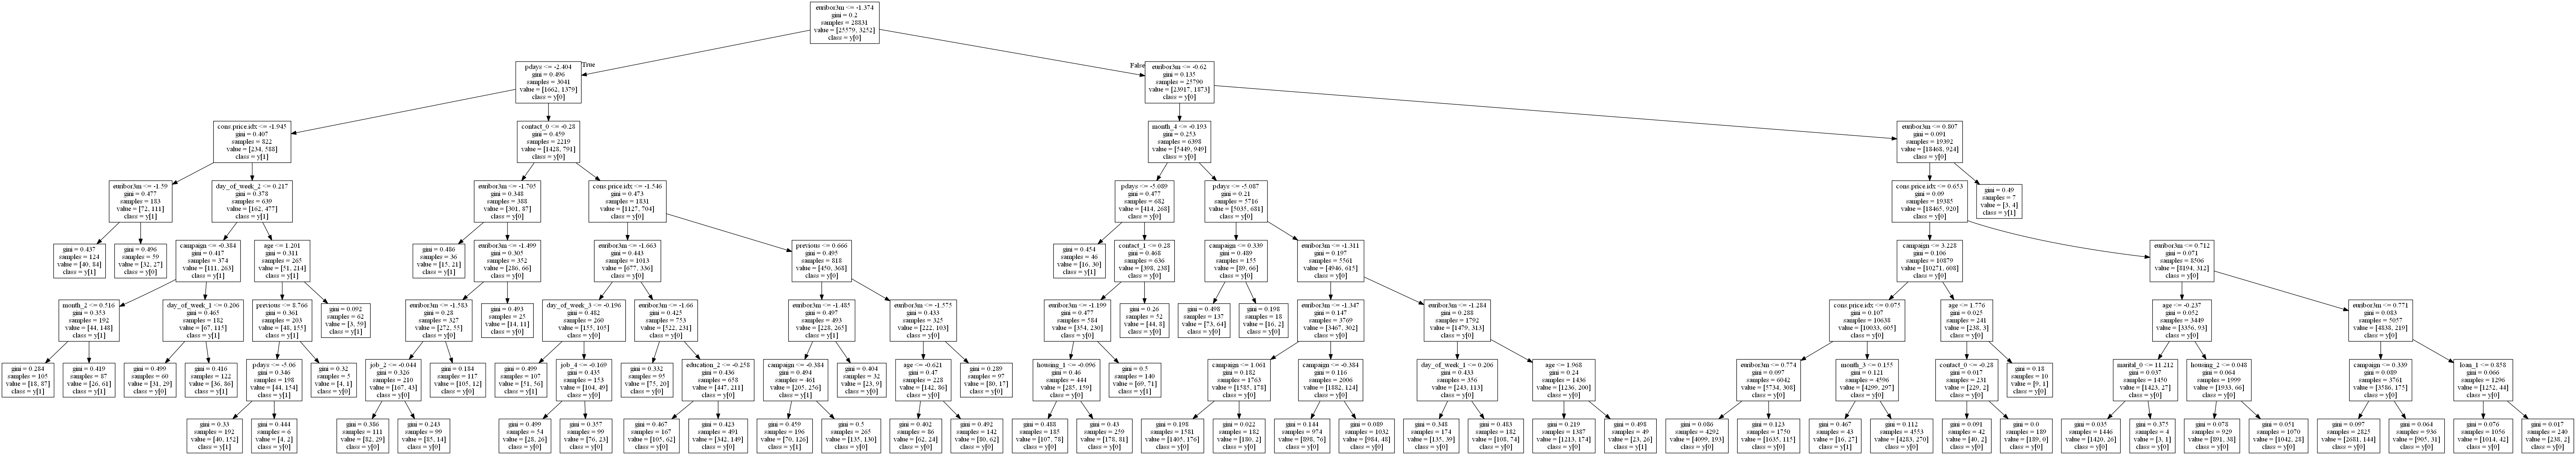 euribor3m <= -1.374
gini = 0.2
samples = 28831
value = [25579, 3252]
class = y[0]
True
False
pdays <= -2.404
gini = 0.496
samples = 3041
value = [1662, 1379]
class = y[0]
euribor3m <= -0.62
gini = 0.135
samples = 25790
value = [23917, 1873]
class = y[0]
cons.price.idx <= -1.945
gini = 0.407
samples = 822
value = [234, 588]
class = y[1]
contact_0 <= -0.28
gini = 0.459
samples = 2219
value = [1428, 791]
class = y[0]
month_4 <= -0.193
gini = 0.253
samples = 6398
value = [5449, 949]
class = y[0]
euribor3m <= 0.807
gini = 0.091
samples = 19392
value = [18468, 924]
class = y[0]
euribor3m <= -1.59
gini = 0.477
samples = 183
value = [72, 111]
class = y[1]
day_of_week_2 <= 0.217
gini = 0.378
samples = 639
value = [162, 477]
class = y[1]
euribor3m <= -1.705
gini = 0.348
samples = 388
value = [301, 87]
class = y[0]
cons.price.idx <= -1.546
gini = 0.473
samples = 1831
value = [1127, 704]
class = y[0]
pdays <= -5.089
gini = 0.477
samples = 682
value = [414, 268]
class = y[0]
pdays <= -5.087
gini = 0.21
samples = 5716
value = [5035, 681]
class = y[0]
cons.price.idx <= 0.653
gini = 0.09
samples = 19385
value = [18465, 920]
class = y[0]
gini = 0.49
samples = 7
value = [3, 4]
class = y[1]
gini = 0.437
samples = 124
value = [40, 84]
class = y[1]
gini = 0.496
samples = 59
value = [32, 27]
class = y[0]
campaign <= -0.384
gini = 0.417
samples = 374
value = [111, 263]
class = y[1]
age <= 1.201
gini = 0.311
samples = 265
value = [51, 214]
class = y[1]
gini = 0.486
samples = 36
value = [15, 21]
class = y[1]
euribor3m <= -1.499
gini = 0.305
samples = 352
value = [286, 66]
class = y[0]
euribor3m <= -1.663
gini = 0.443
samples = 1013
value = [677, 336]
class = y[0]
previous <= 0.666
gini = 0.495
samples = 818
value = [450, 368]
class = y[0]
gini = 0.454
samples = 46
value = [16, 30]
class = y[1]
contact_1 <= 0.28
gini = 0.468
samples = 636
value = [398, 238]
class = y[0]
campaign <= 0.339
gini = 0.489
samples = 155
value = [89, 66]
class = y[0]
euribor3m <= -1.311
gini = 0.197
samples = 5561
value = [4946, 615]
class = y[0]
campaign <= 3.228
gini = 0.106
samples = 10879
value = [10271, 608]
class = y[0]
euribor3m <= 0.712
gini = 0.071
samples = 8506
value = [8194, 312]
class = y[0]
month_2 <= 0.516
gini = 0.353
samples = 192
value = [44, 148]
class = y[1]
day_of_week_1 <= 0.206
gini = 0.465
samples = 182
value = [67, 115]
class = y[1]
previous <= 8.766
gini = 0.361
samples = 203
value = [48, 155]
class = y[1]
gini = 0.092
samples = 62
value = [3, 59]
class = y[1]
euribor3m <= -1.583
gini = 0.28
samples = 327
value = [272, 55]
class = y[0]
gini = 0.493
samples = 25
value = [14, 11]
class = y[0]
day_of_week_3 <= -0.196
gini = 0.482
samples = 260
value = [155, 105]
class = y[0]
euribor3m <= -1.66
gini = 0.425
samples = 753
value = [522, 231]
class = y[0]
euribor3m <= -1.485
gini = 0.497
samples = 493
value = [228, 265]
class = y[1]
euribor3m <= -1.575
gini = 0.433
samples = 325
value = [222, 103]
class = y[0]
euribor3m <= -1.199
gini = 0.477
samples = 584
value = [354, 230]
class = y[0]
gini = 0.26
samples = 52
value = [44, 8]
class = y[0]
gini = 0.498
samples = 137
value = [73, 64]
class = y[0]
gini = 0.198
samples = 18
value = [16, 2]
class = y[0]
euribor3m <= -1.347
gini = 0.147
samples = 3769
value = [3467, 302]
class = y[0]
euribor3m <= -1.284
gini = 0.288
samples = 1792
value = [1479, 313]
class = y[0]
cons.price.idx <= 0.075
gini = 0.107
samples = 10638
value = [10033, 605]
class = y[0]
age <= 1.776
gini = 0.025
samples = 241
value = [238, 3]
class = y[0]
age <= -0.237
gini = 0.052
samples = 3449
value = [3356, 93]
class = y[0]
euribor3m <= 0.771
gini = 0.083
samples = 5057
value = [4838, 219]
class = y[0]
gini = 0.284
samples = 105
value = [18, 87]
class = y[1]
gini = 0.419
samples = 87
value = [26, 61]
class = y[1]
gini = 0.499
samples = 60
value = [31, 29]
class = y[0]
gini = 0.416
samples = 122
value = [36, 86]
class = y[1]
pdays <= -5.06
gini = 0.346
samples = 198
value = [44, 154]
class = y[1]
gini = 0.32
samples = 5
value = [4, 1]
class = y[0]
job_2 <= -0.044
gini = 0.326
samples = 210
value = [167, 43]
class = y[0]
gini = 0.184
samples = 117
value = [105, 12]
class = y[0]
gini = 0.499
samples = 107
value = [51, 56]
class = y[1]
job_4 <= -0.169
gini = 0.435
samples = 153
value = [104, 49]
class = y[0]
gini = 0.332
samples = 95
value = [75, 20]
class = y[0]
education_2 <= -0.258
gini = 0.436
samples = 658
value = [447, 211]
class = y[0]
campaign <= -0.384
gini = 0.494
samples = 461
value = [205, 256]
class = y[1]
gini = 0.404
samples = 32
value = [23, 9]
class = y[0]
age <= -0.621
gini = 0.47
samples = 228
value = [142, 86]
class = y[0]
gini = 0.289
samples = 97
value = [80, 17]
class = y[0]
housing_1 <= -0.096
gini = 0.46
samples = 444
value = [285, 159]
class = y[0]
gini = 0.5
samples = 140
value = [69, 71]
class = y[1]
campaign <= 1.061
gini = 0.182
samples = 1763
value = [1585, 178]
class = y[0]
campaign <= -0.384
gini = 0.116
samples = 2006
value = [1882, 124]
class = y[0]
day_of_week_1 <= 0.206
gini = 0.433
samples = 356
value = [243, 113]
class = y[0]
age <= 1.968
gini = 0.24
samples = 1436
value = [1236, 200]
class = y[0]
euribor3m <= 0.774
gini = 0.097
samples = 6042
value = [5734, 308]
class = y[0]
month_3 <= 0.155
gini = 0.121
samples = 4596
value = [4299, 297]
class = y[0]
contact_0 <= -0.28
gini = 0.017
samples = 231
value = [229, 2]
class = y[0]
gini = 0.18
samples = 10
value = [9, 1]
class = y[0]
marital_0 <= 11.212
gini = 0.037
samples = 1450
value = [1423, 27]
class = y[0]
housing_2 <= 0.048
gini = 0.064
samples = 1999
value = [1933, 66]
class = y[0]
campaign <= 0.339
gini = 0.089
samples = 3761
value = [3586, 175]
class = y[0]
loan_1 <= 0.858
gini = 0.066
samples = 1296
value = [1252, 44]
class = y[0]
gini = 0.33
samples = 192
value = [40, 152]
class = y[1]
gini = 0.444
samples = 6
value = [4, 2]
class = y[0]
gini = 0.386
samples = 111
value = [82, 29]
class = y[0]
gini = 0.243
samples = 99
value = [85, 14]
class = y[0]
gini = 0.499
samples = 54
value = [28, 26]
class = y[0]
gini = 0.357
samples = 99
value = [76, 23]
class = y[0]
gini = 0.467
samples = 167
value = [105, 62]
class = y[0]
gini = 0.423
samples = 491
value = [342, 149]
class = y[0]
gini = 0.459
samples = 196
value = [70, 126]
class = y[1]
gini = 0.5
samples = 265
value = [135, 130]
class = y[0]
gini = 0.402
samples = 86
value = [62, 24]
class = y[0]
gini = 0.492
samples = 142
value = [80, 62]
class = y[0]
gini = 0.488
samples = 185
value = [107, 78]
class = y[0]
gini = 0.43
samples = 259
value = [178, 81]
class = y[0]
gini = 0.198
samples = 1581
value = [1405, 176]
class = y[0]
gini = 0.022
samples = 182
value = [180, 2]
class = y[0]
gini = 0.144
samples = 974
value = [898, 76]
class = y[0]
gini = 0.089
samples = 1032
value = [984, 48]
class = y[0]
gini = 0.348
samples = 174
value = [135, 39]
class = y[0]
gini = 0.483
samples = 182
value = [108, 74]
class = y[0]
gini = 0.219
samples = 1387
value = [1213, 174]
class = y[0]
gini = 0.498
samples = 49
value = [23, 26]
class = y[1]
gini = 0.086
samples = 4292
value = [4099, 193]
class = y[0]
gini = 0.123
samples = 1750
value = [1635, 115]
class = y[0]
gini = 0.467
samples = 43
value = [16, 27]
class = y[1]
gini = 0.112
samples = 4553
value = [4283, 270]
class = y[0]
gini = 0.091
samples = 42
value = [40, 2]
class = y[0]
gini = 0.0
samples = 189
value = [189, 0]
class = y[0]
gini = 0.035
samples = 1446
value = [1420, 26]
class = y[0]
gini = 0.375
samples = 4
value = [3, 1]
class = y[0]
gini = 0.078
samples = 929
value = [891, 38]
class = y[0]
gini = 0.051
samples = 1070
value = [1042, 28]
class = y[0]
gini = 0.097
samples = 2825
value = [2681, 144]
class = y[0]
gini = 0.064
samples = 936
value = [905, 31]
class = y[0]
gini = 0.076
samples = 1056
value = [1014, 42]
class = y[0]
gini = 0.017
samples = 240
value = [238, 2]
class = y[0]